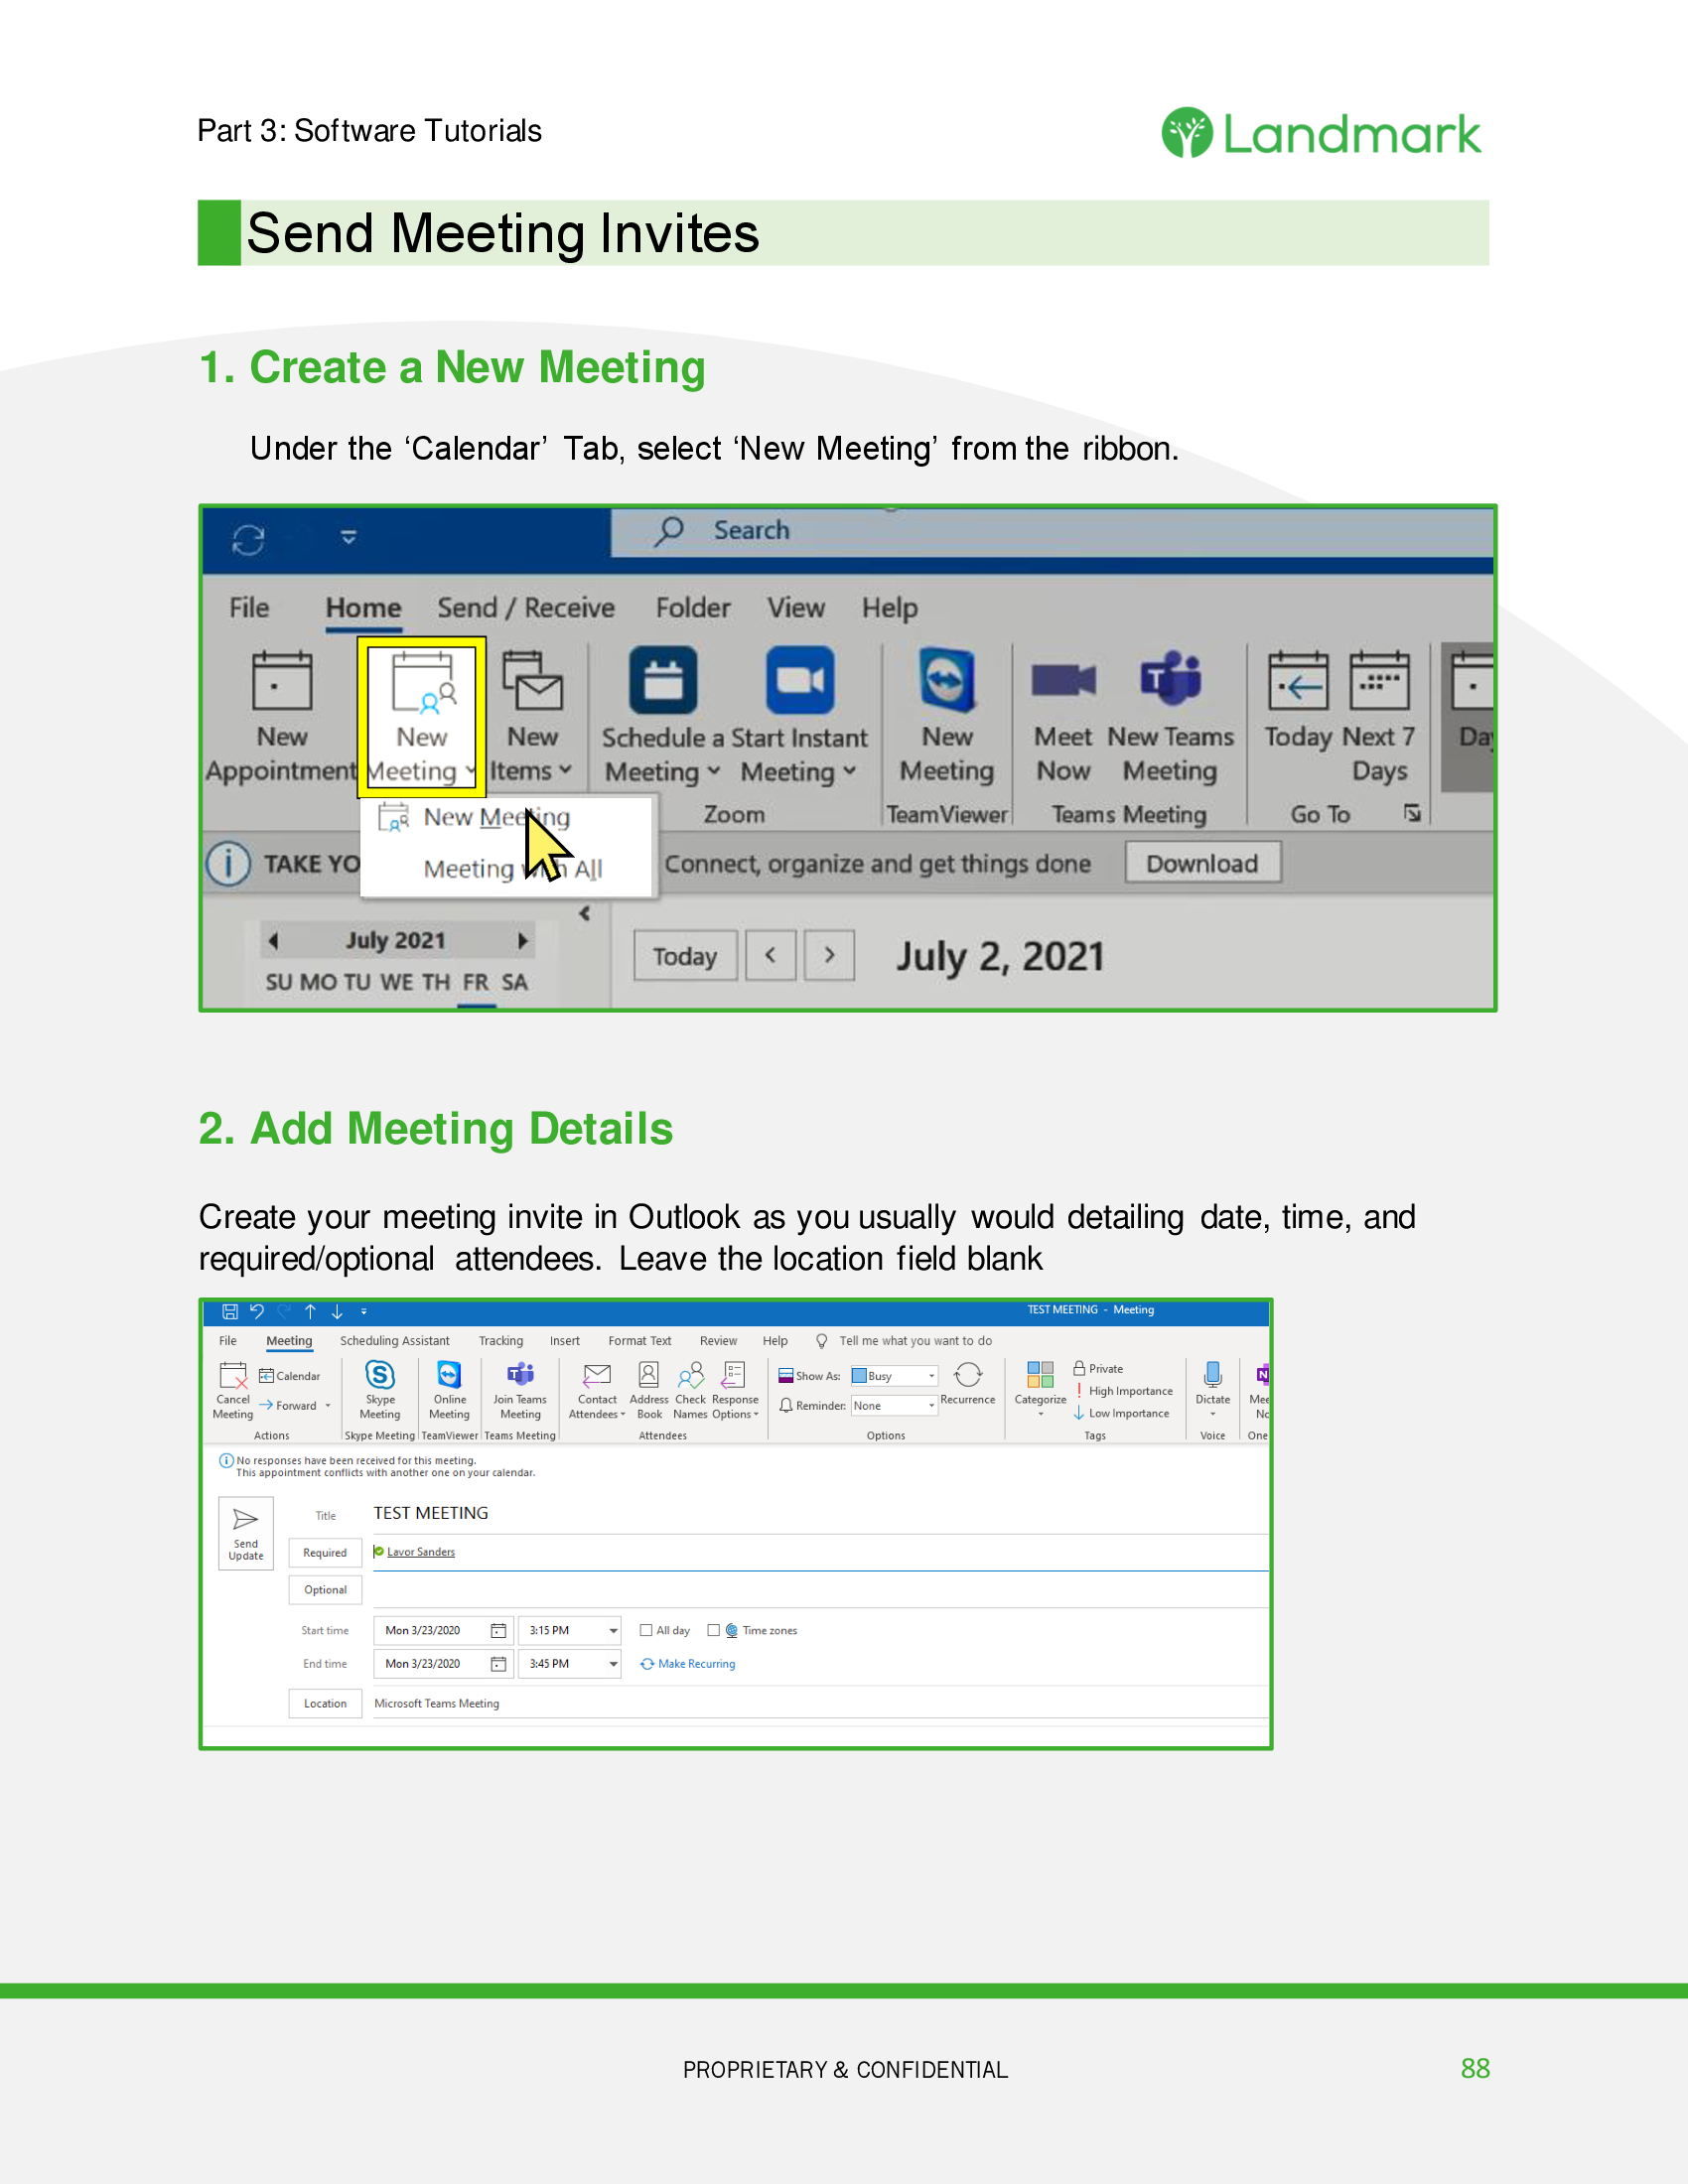 Part 3: Software Tutorials
Landmark
Send Meeting Invites
1. Create a New Meeting
Under the ‘Calendar’ Tab, select ‘New Meeting’ from the ribbon.
Search
File Home Send / Receive Folder View Help
New Appointment
New Meeting
New Items
Schedule a Meeting
Start Instant Meeting
New Meeting
Meet Now
New Teams Meeting
Today
Next 7 Days
Zoom TeamViewer Teams Meeting Go To
New Meeting
Meeting with All
TAKE YO
Connect, organize and get things done Download
July 2021
SU MO TU WE TH FR SA
Today July 2, 2021
2. Add Meeting Details
Create your meeting invite in Outlook as you usually would detailing date, time, and
required/optional attendees. Leave the location field blank
TEST MEETING - Meeting
File Meeting Scheduling Assistant Tracking Insert Format Text Review Help Tell me what you want to do
Cancel Meeting
Calendar
Forward
Skype Meeting
Online Meeting
Join Teams Meeting
Contact Attendees
Address Book
Check Names
Response Options
Show As: Busy
Reminder: None
Recurrence
Categorize
Private
High Importance
Low Importance
Dictate
Actions Skype Meeting TeamViewer Teams Meeting Attendees Options Tags Voice One
No responses have been received for this meeting.
This appointment conflicts with another one on your calendar.
Send Update
Title TEST MEETING
Required Lavor Sanders
Optional
Start time Mon 3/23/2020 3:15 PM All day Time zones
End time Mon 3/23/2020 3:45 PM Make Recurring
Location Microsoft Teams Meeting
PROPRIETARY & CONFIDENTIAL
88